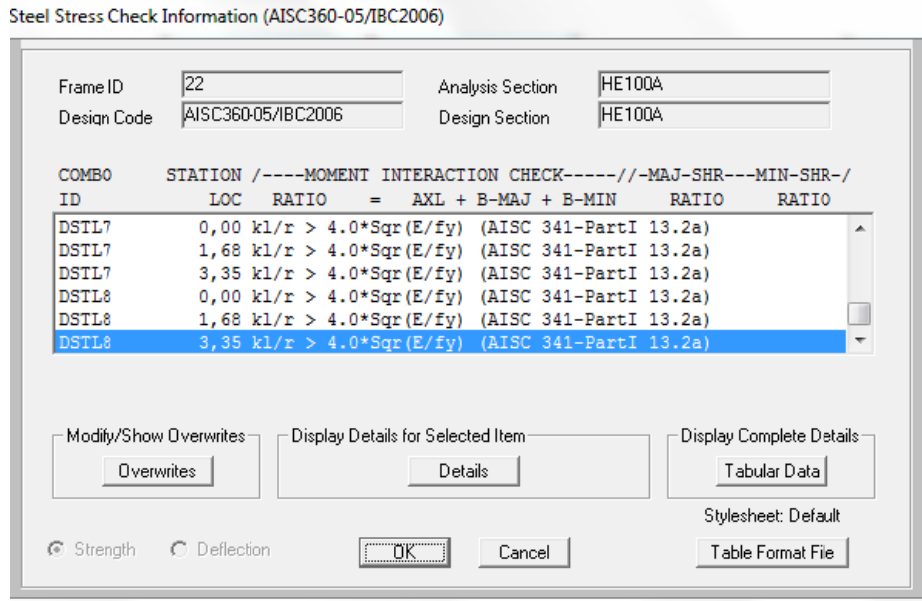 Steel Stress Check Information (AISC360-05/IBC2006)
Frame ID 22 Analysis Section HE100A
Design Code AISC360-05/IBC2006 Design Section HE100A
COMBO STATION /----MOMENT INTERACTION CHECK-----//-MAJ-SHR---MIN-SHR-/
ID LOC RATIO = AXL + B-MAJ + B-MIN RATIO RATIO
DSTL7 0,00 kl/r > 4.0*Sqr(E/fy) (AISC 341-PartI 13.2a)
DSTL7 1,68 kl/r > 4.0*Sqr(E/fy) (AISC 341-PartI 13.2a)
DSTL7 3,35 kl/r > 4.0*Sqr(E/fy) (AISC 341-PartI 13.2a)
DSTL8 0,00 kl/r > 4.0*Sqr(E/fy) (AISC 341-PartI 13.2a)
DSTL8 1,68 kl/r > 4.0*Sqr(E/fy) (AISC 341-PartI 13.2a)
DSTL8 3,35 kl/r > 4.0*Sqr(E/fy) (AISC 341-PartI 13.2a)
Modify/Show Overwrites Display Details for Selected Item Display Complete Details
Overwrites Details Tabular Data
Stylesheet: Default
Strength Deflection OK Cancel Table Format File